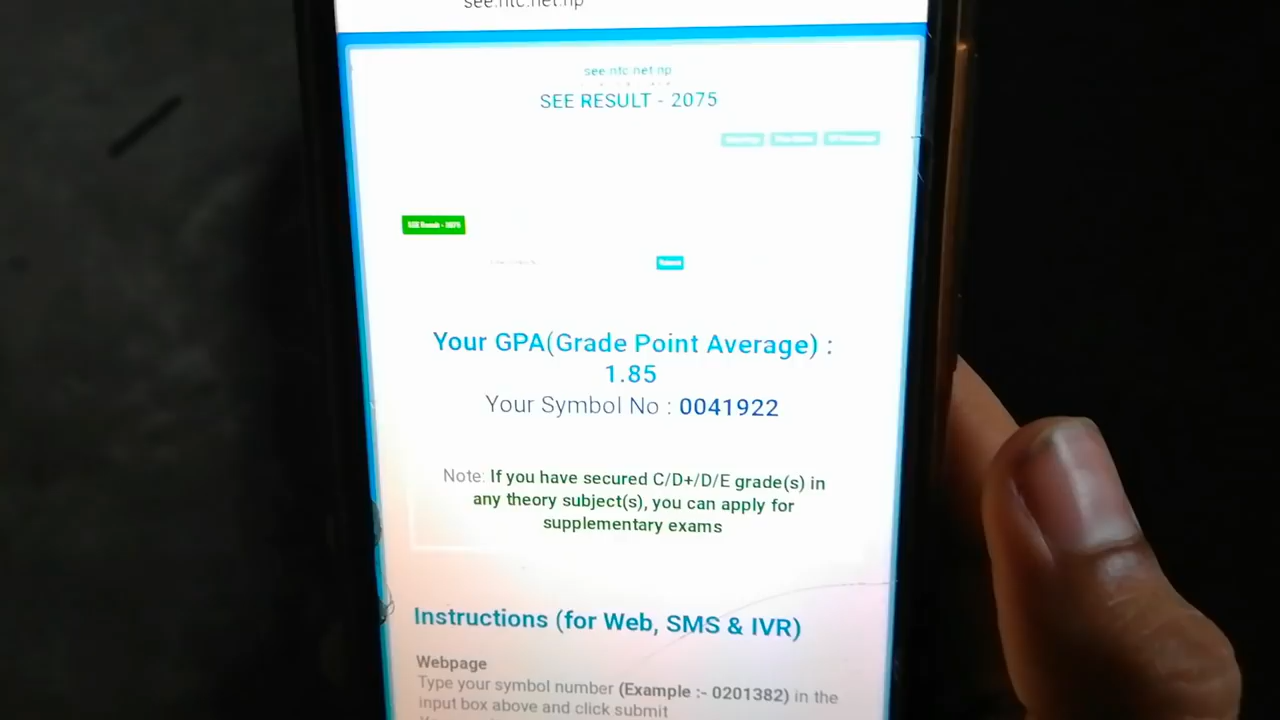 see.ntc.net.np
see.ntc.net.np
SEE RESULT - 2075
SEE Result - 2075
Your GPA(Grade Point Average) :
1.85
Your Symbol No : 0041922
Note: If you have secured C/D+/D/E grade(s) in
any theory subject(s), you can apply for
supplementary exams
Instructions (for Web, SMS & IVR)
Webpage
Type your symbol number (Example :- 0201382) in the
input box above and click submit